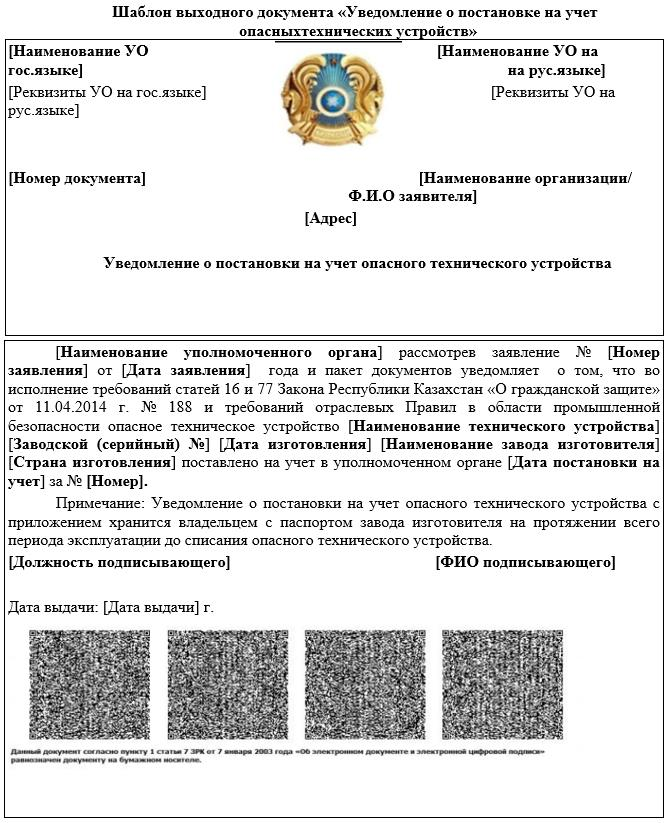 Шаблон выходного документа «Уведомление о постановке на учет
опасныхтехнических устройств»
[Наименование УО [Наименование УО на
гос.языке] на рус.языке]
[Реквизиты УО на гос.языке] [Реквизиты УО на
рус.языке]
[Номер документа] [Наименование организации/
Ф.И.О заявителя]
[Адрес]
Уведомление о постановки на учет опасного технического устройства
[Наименование уполномоченного органа] рассмотрев заявление № [Номер
заявления] от [Дата заявления] года и пакет документов уведомляет о том, что во
исполнение требований статей 16 и 77 Закона Республики Казахстан «О гражданской защите»
от 11.04.2014 г. № 188 и требований отраслевых Правил в области промышленной
безопасности опасное техническое устройство [Наименование технического устройства]
[Заводской (серийный) №] [Дата изготовления] [Наименование завода изготовителя]
[Страна изготовления] поставлено на учет в уполномоченном органе [Дата постановки на
учет] за № [Номер].
Примечание: Уведомление о постановки на учет опасного технического устройства с
приложением хранится владельцем с паспортом завода изготовителя на протяжении всего
периода эксплуатации до списания опасного технического устройства.
[Должность подписывающего] [ФИО подписывающего]
Дата выдачи: [Дата выдачи] г.
Данный документ согласно пункту 1 статьи 7 ЗРК от 7 января 2003 года «Об электронном документе и электронной цифровой подписи»
равнозначен документу на бумажном носителе.